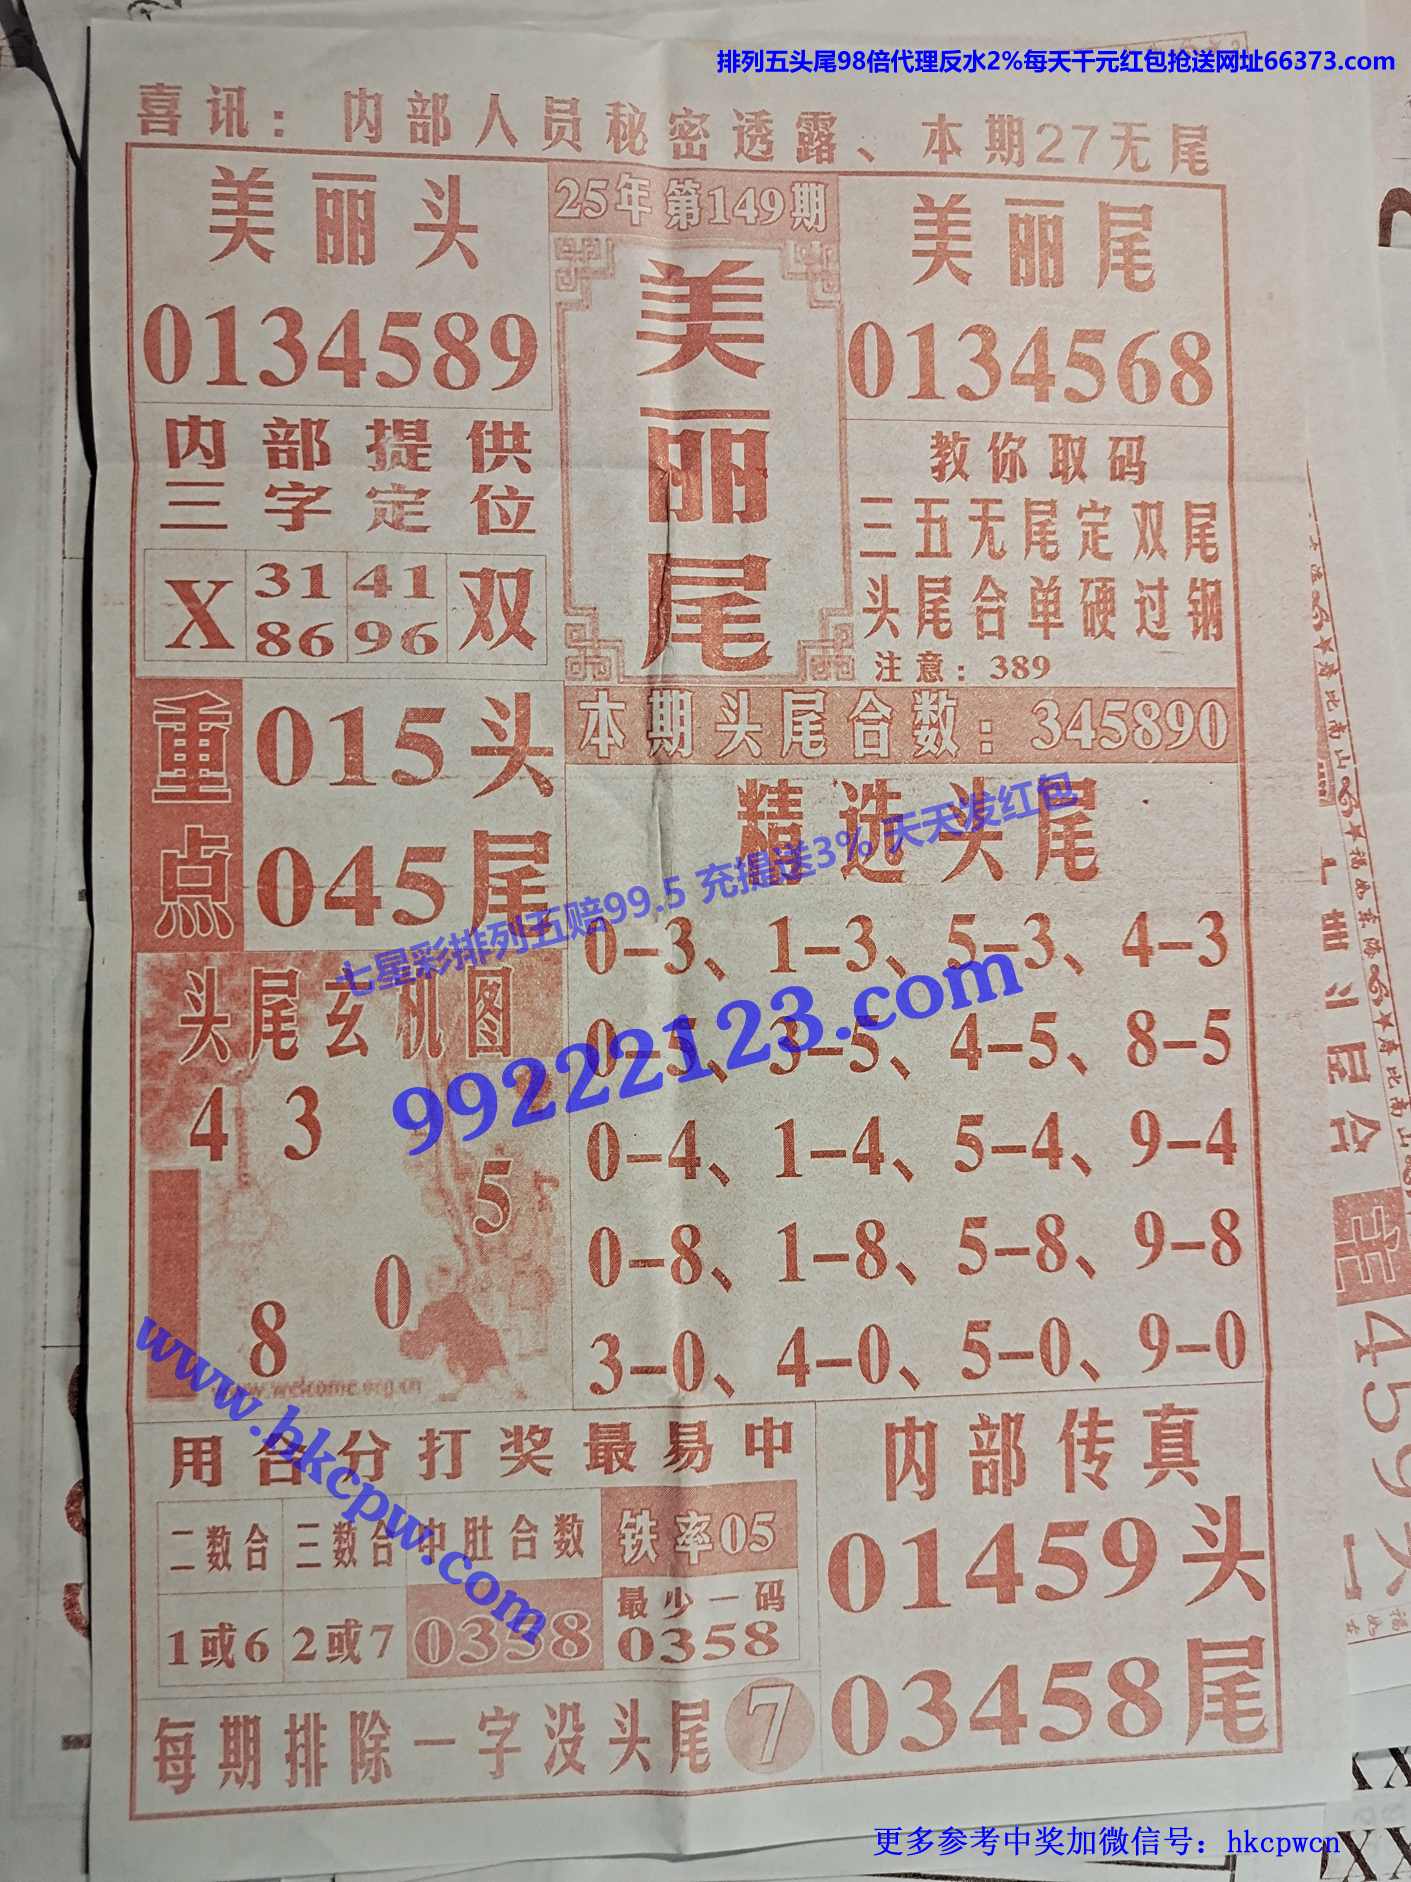 排列五头尾98倍代理反水2%每天千元红包抢送网址66373.com
喜讯：内部人员秘密透露、本期27无尾
美丽头
0134589
25年第149期
美丽尾
美丽尾
0134568
内部提供
三字定位
X 31 41 双
86 96
教你取码
三五无尾定双尾
头尾合单硬过钢
注意：389
重点
015头
045尾
本期头尾合数：345890
精选头尾
0-3、1-3、5-3、4-3
0-5、3-5、4-5、8-5
0-4、1-4、5-4、9-4
0-8、1-8、5-8、9-8
3-0、4-0、5-0、9-0
七星彩排列五赔99.5 充提送3% 天天发红包
99222123.com
头尾玄机图
4 3 2
5
0
8
www.welcome.org.cn
www.hkcpw.com
用合分打奖最易中
二数合 三数合 中肚合数 铁率05
1或6 2或7 0358 最少一码
0358
每期排除一字没头尾 7
内部传真
01459头
03458尾
更多参考中奖加微信号：hkcpwcn